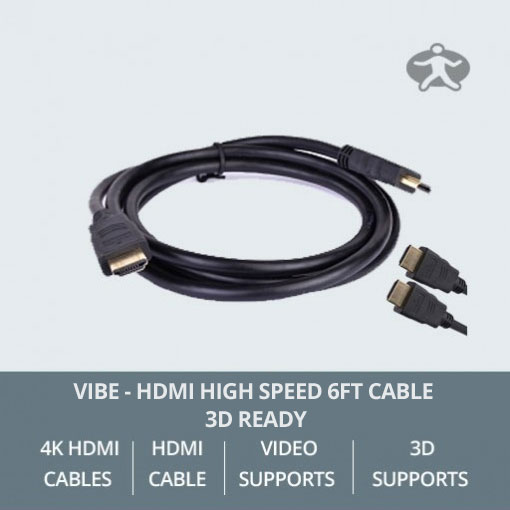 VIBE - HDMI HIGH SPEED 6FT CABLE
3D READY
4K HDMI CABLES
HDMI CABLE
VIDEO SUPPORTS
3D SUPPORTS